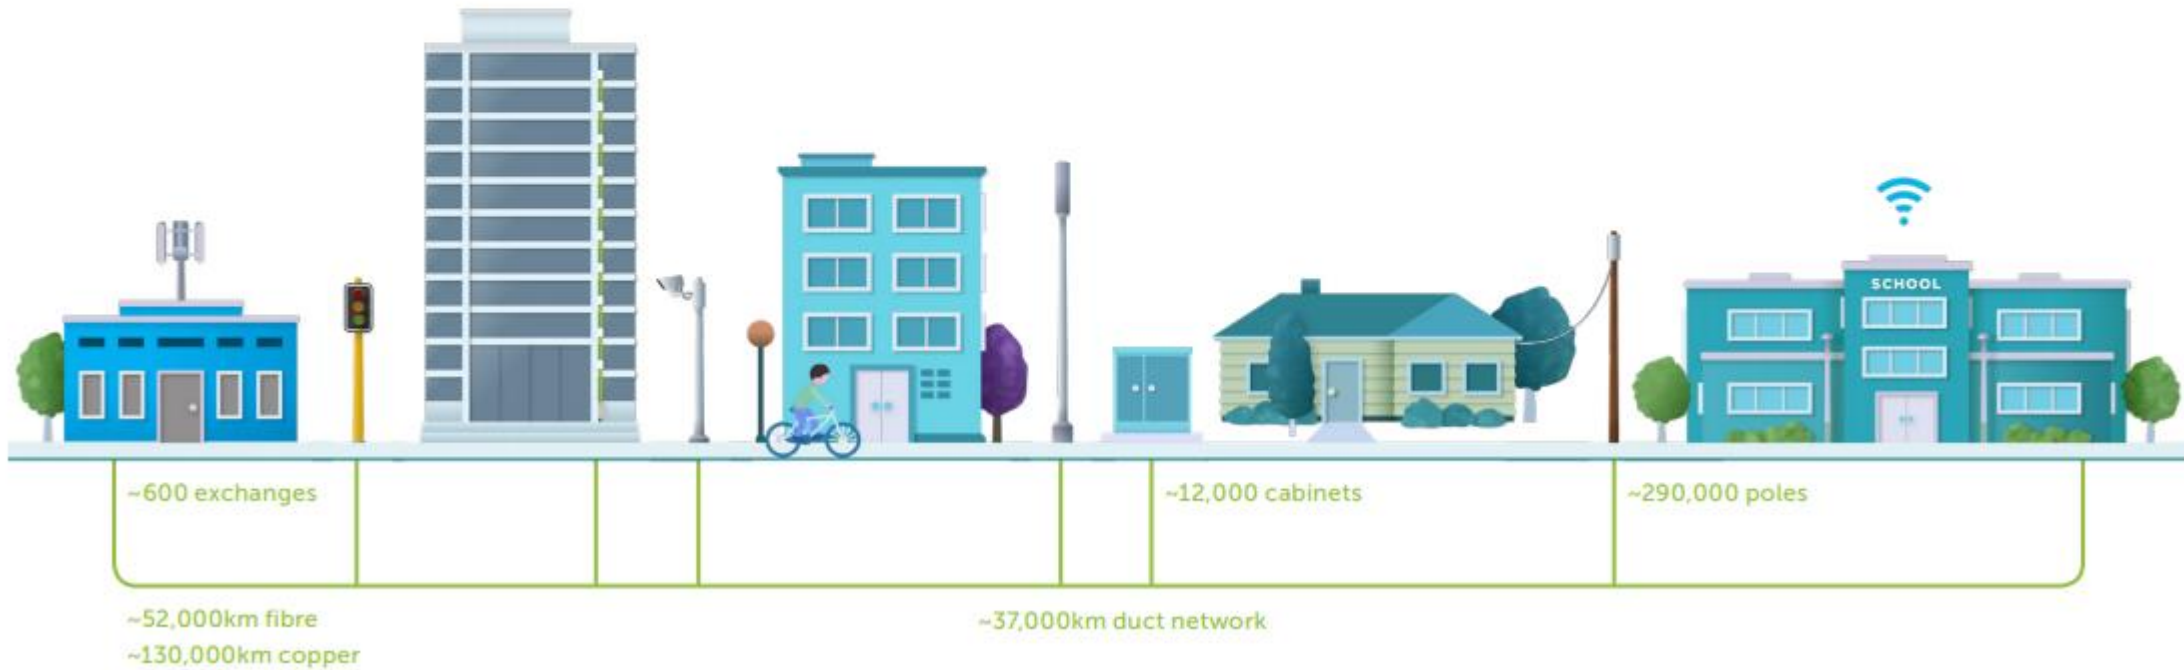 SCHOOL
~600 exchanges
~12,000 cabinets
~290,000 poles
~52,000km fibre
~37,000km duct network
~130,000km copper